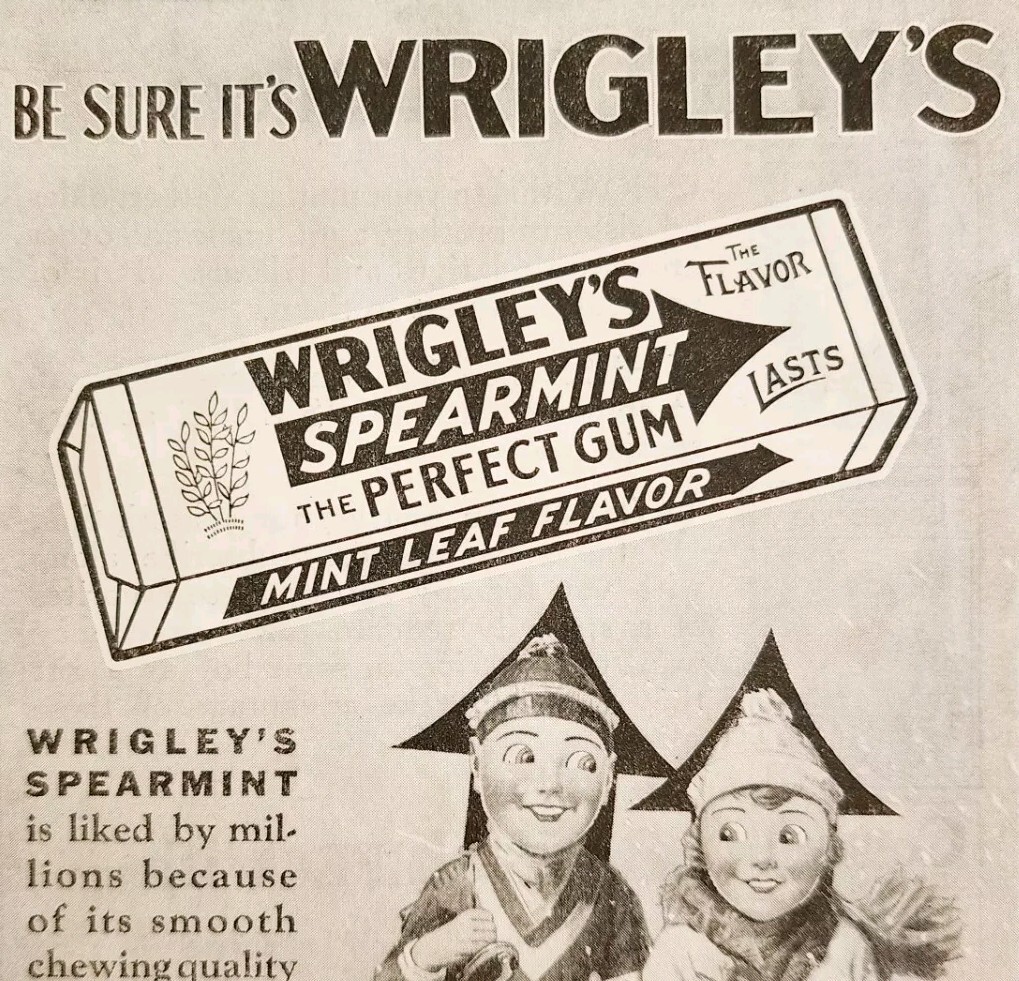 BE SURE IT'S WRIGLEY'S
WRIGLEY'S
SPEARMINT
THE PERFECT GUM
MINT LEAF FLAVOR
THE
FLAVOR
LASTS
WRIGLEY'S
SPEARMINT
is liked by mil-
lions because
of its smooth
chewing quality